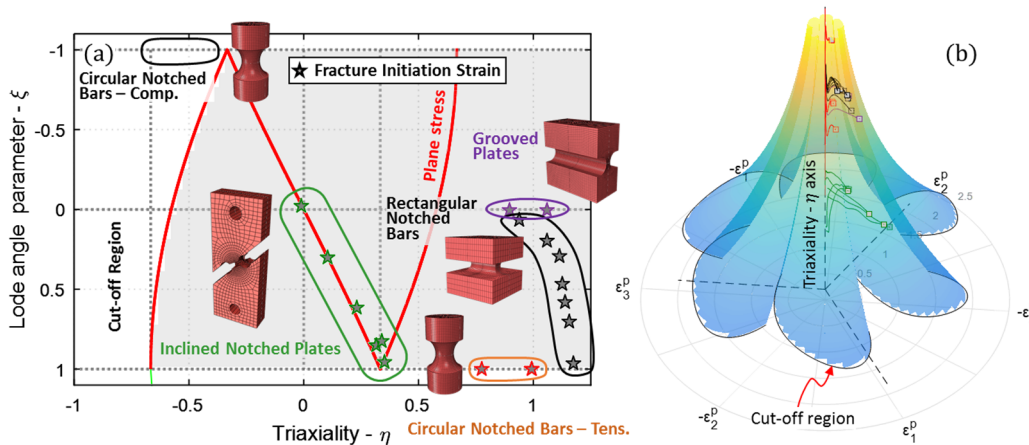 (a)
Circular Notched
Bars – Comp.
Fracture Initiation Strain
Plane stress
Grooved
Plates
Rectangular
Notched
Bars
Cut-off Region
Inclined Notched Plates
Circular Notched Bars – Tens.
Lode angle parameter - ξ
-1
-0.5
0
0.5
1
-1
-0.5
0
0.5
1
Triaxiality - η
(b)
Triaxiality - η axis
-ε₁ᵖ
ε₂ᵖ
2.5
2
0.5
ε₃ᵖ
-ε
-ε₂ᵖ
ε₁ᵖ
Cut-off region